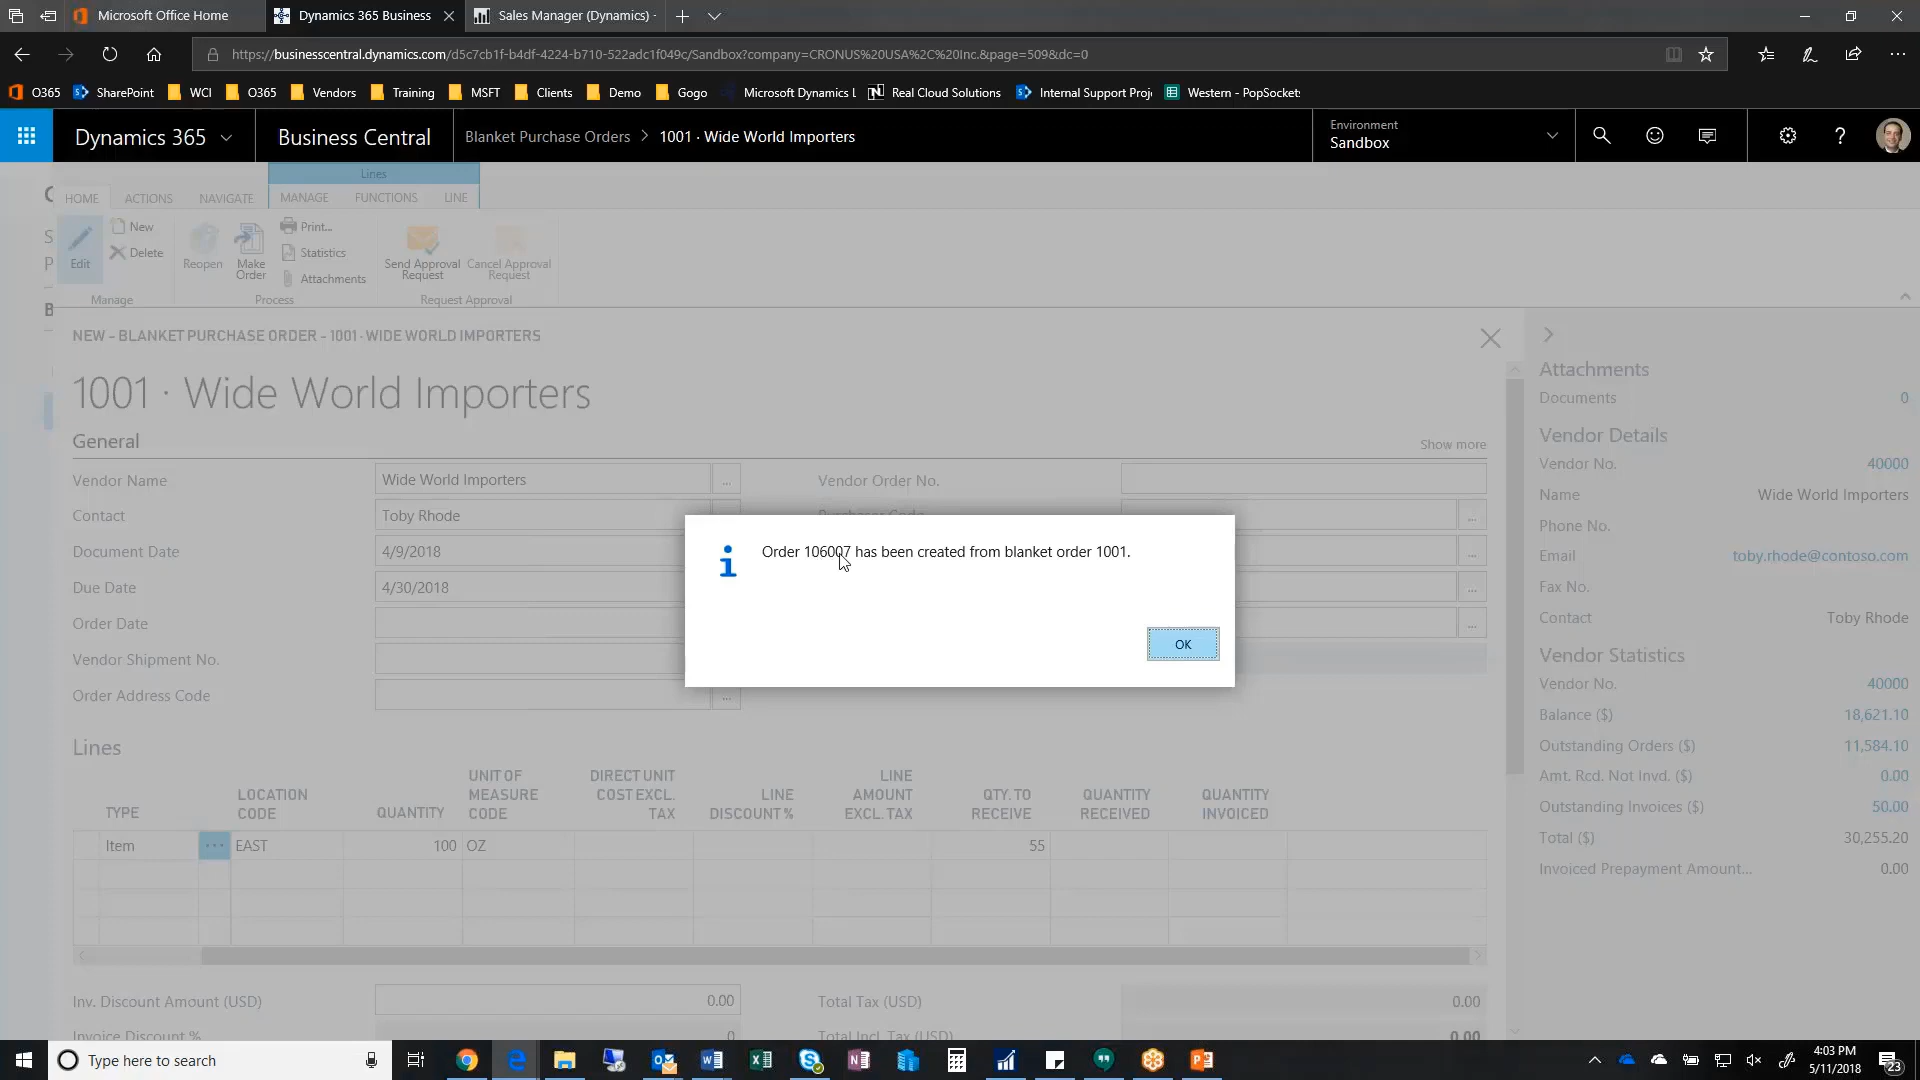 Microsoft Office Home
Dynamics 365 Business
Sales Manager (Dynamics) -
https://businesscentral.dynamics.com/d5c7cb1f-b4df-4224-b710-522adc1f049c/Sandbox?company=CRONUS%20USA%2C%20Inc.&page=509&dc=0
O365 SharePoint WCI O365 Vendors Training MSFT Clients Demo Gogo Microsoft Dynamics Real Cloud Solutions Internal Support Proj Western - PopSockets
Dynamics 365
Business Central
Blanket Purchase Orders > 1001 · Wide World Importers
Environment
Sandbox
Lines
HOME ACTIONS NAVIGATE MANAGE FUNCTIONS LINE
Edit
New
Delete
Reopen
Make
Order
Print...
Statistics
Attachments
Send Approval
Request
Cancel Approval
Request
Manage Process Request Approval
NEW - BLANKET PURCHASE ORDER - 1001 · WIDE WORLD IMPORTERS
1001 · Wide World Importers
General
Show more
Vendor Name Wide World Importers ...
Vendor Order No.
Contact Toby Rhode
Document Date 4/9/2018
Due Date 4/30/2018
Order Date
Vendor Shipment No.
Order Address Code
Order 106007 has been created from blanket order 1001.
OK
Lines
TYPE
LOCATION
CODE
QUANTITY
UNIT OF
MEASURE
CODE
DIRECT UNIT
COST EXCL.
TAX
LINE
DISCOUNT %
LINE
AMOUNT
EXCL. TAX
QTY. TO
RECEIVE
QUANTITY
RECEIVED
QUANTITY
INVOICED
Item ... EAST 100 OZ 55
Inv. Discount Amount (USD) 0.00
Total Tax (USD) 0.00
Invoice Discount % 0
Total Incl. Tax (USD) 0.00
Attachments
Documents 0
Vendor Details
Vendor No. 40000
Name Wide World Importers
Phone No.
Email toby.rhode@contoso.com
Fax No.
Contact Toby Rhode
Vendor Statistics
Vendor No. 40000
Balance ($) 18,621.10
Outstanding Orders ($) 11,584.10
Amt. Rcd. Not Invd. ($) 0.00
Outstanding Invoices ($) 50.00
Total ($) 30,255.20
Invoiced Prepayment Amount... 0.00
Type here to search
4:03 PM
5/11/2018
23